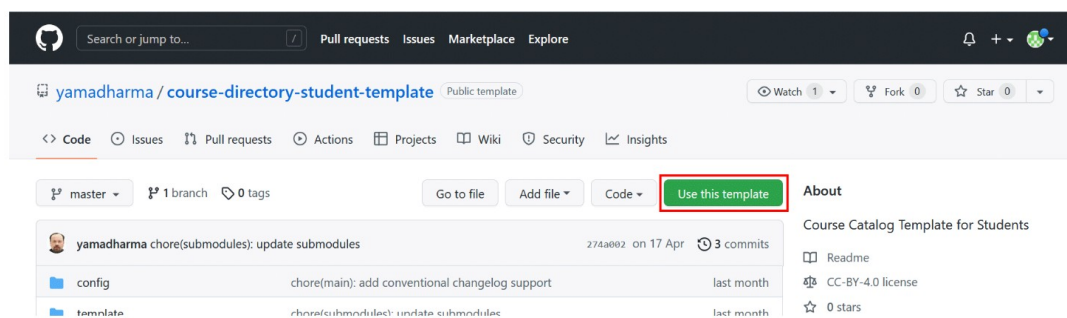 Search or jump to... / Pull requests Issues Marketplace Explore
yamadharma / course-directory-student-template Public template Watch 1 Fork 0 Star 0
Code Issues Pull requests Actions Projects Wiki Security Insights
master 1 branch 0 tags Go to file Add file Code Use this template About
Course Catalog Template for Students
yamadharma chore(submodules): update submodules 274a002 on 17 Apr 3 commits
Readme
config chore(main): add conventional changelog support last month CC-BY-4.0 license
template chore(submodules): update submodules last month 0 stars